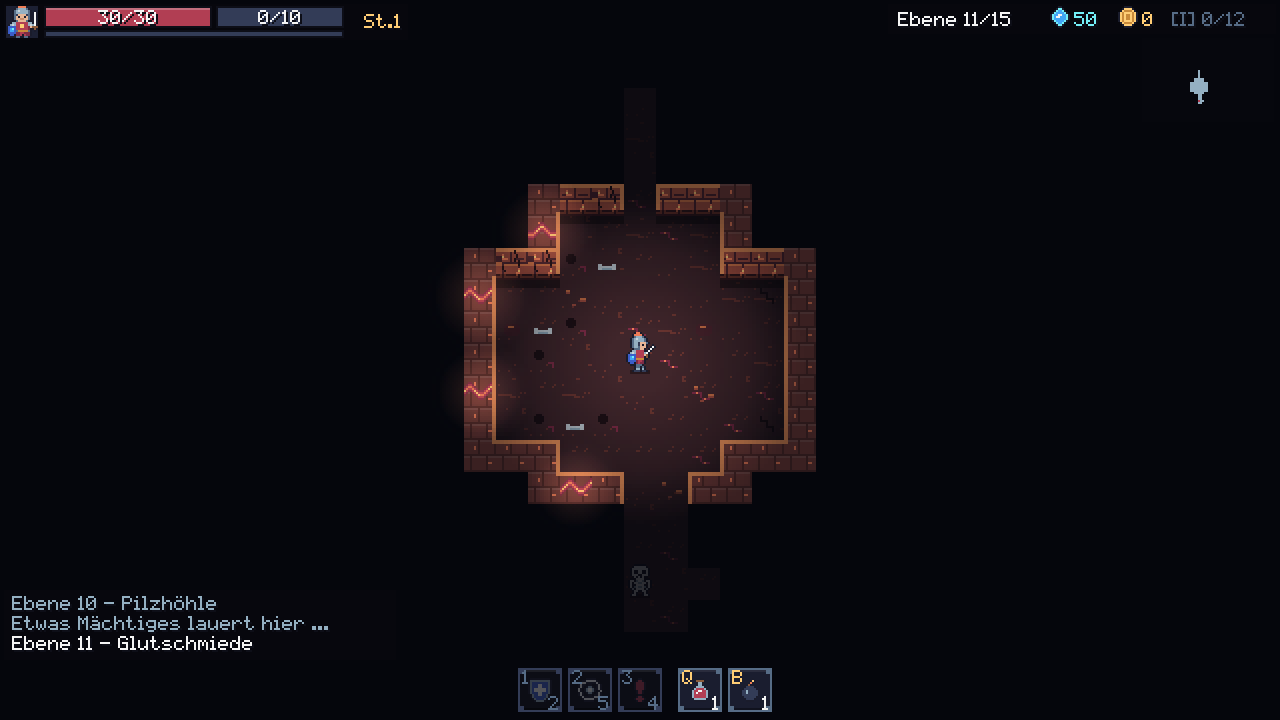 30/30 0/10 St.1 Ebene 11/15 50 0 [I] 0/12
Ebene 10 – Pilzhöhle
Etwas Mächtiges lauert hier ...
Ebene 11 – Glutschmiede
1 2 2 5 3 4 Q 1 B 1